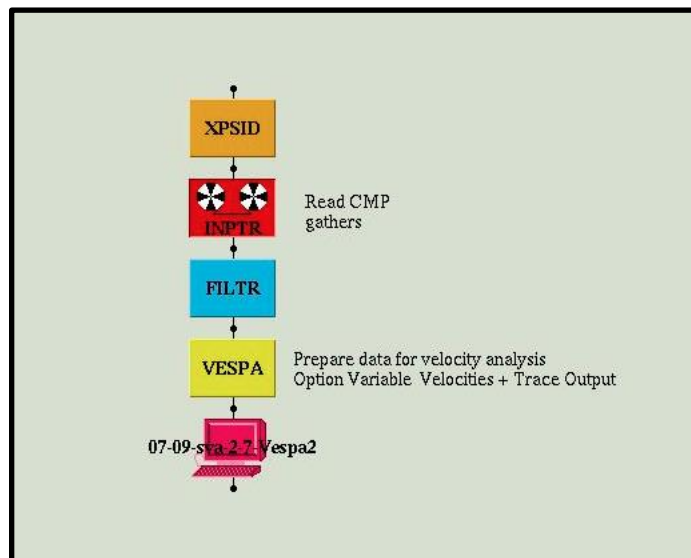 XPSID
INPTR
Read CMP
gathers
FILTR
VESPA
Prepare data for velocity analysis
Option Variable Velocities + Trace Output
07-09-sva-2-7-Vespa2